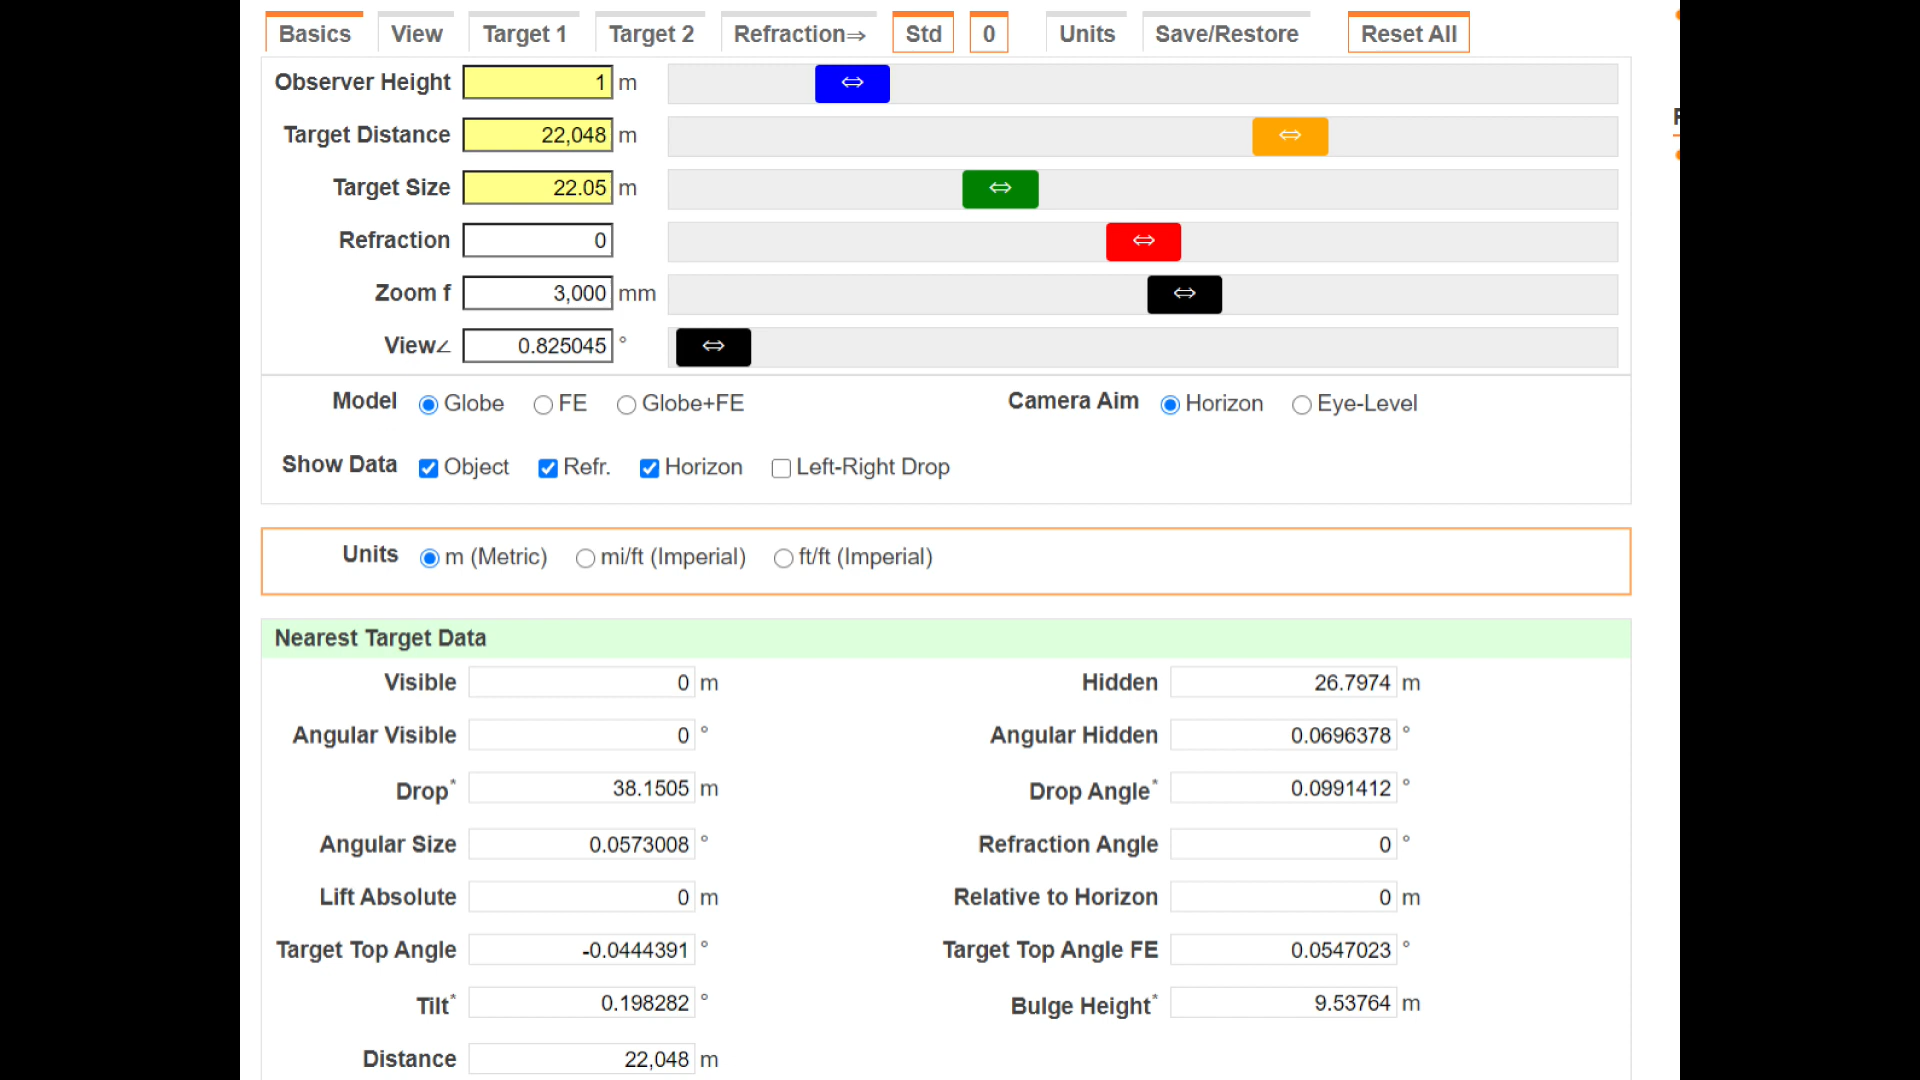 Basics View Target 1 Target 2 Refraction⇒ Std 0 Units Save/Restore Reset All
Observer Height 1 m ⇔
Target Distance 22,048 m ⇔
Target Size 22.05 m ⇔
Refraction 0 ⇔
Zoom f 3,000 mm ⇔
View∠ 0.825045 ° ⇔
Model Globe FE Globe+FE Camera Aim Horizon Eye-Level
Show Data Object Refr. Horizon Left-Right Drop
Units m (Metric) mi/ft (Imperial) ft/ft (Imperial)
Nearest Target Data
Visible 0 m Hidden 26.7974 m
Angular Visible 0 ° Angular Hidden 0.0696378 °
Drop* 38.1505 m Drop Angle* 0.0991412 °
Angular Size 0.0573008 ° Refraction Angle 0 °
Lift Absolute 0 m Relative to Horizon 0 m
Target Top Angle -0.0444391 ° Target Top Angle FE 0.0547023 °
Tilt* 0.198282 ° Bulge Height* 9.53764 m
Distance 22,048 m